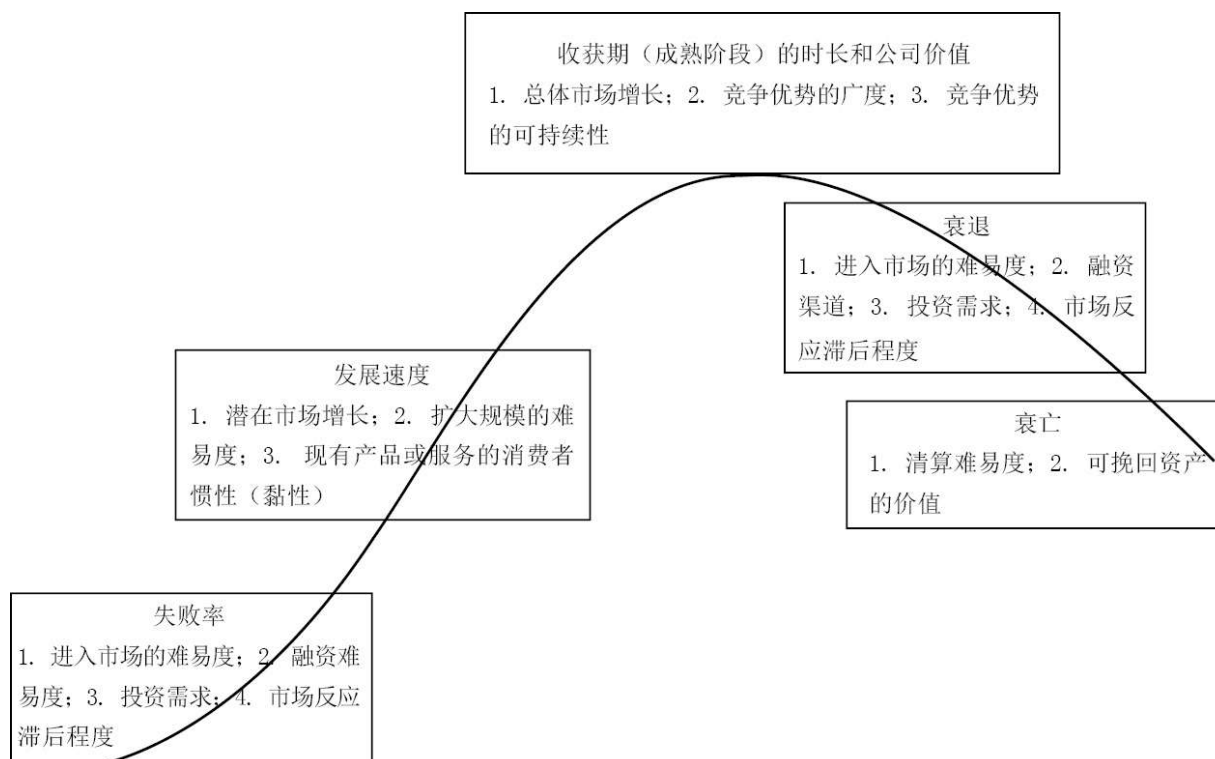 收获期（成熟阶段）的时长和公司价值
1. 总体市场增长；2. 竞争优势的广度；3. 竞争优势
的可持续性
衰退
1. 进入市场的难易度；2. 融资
渠道；3. 投资需求；4. 市场反
应滞后程度
发展速度
1. 潜在市场增长；2. 扩大规模的难
易度；3. 现有产品或服务的消费者
惯性（黏性）
衰亡
1. 清算难易度；2. 可挽回资产
的价值
失败率
1. 进入市场的难易度；2. 融资难
易度；3. 投资需求；4. 市场反应
滞后程度